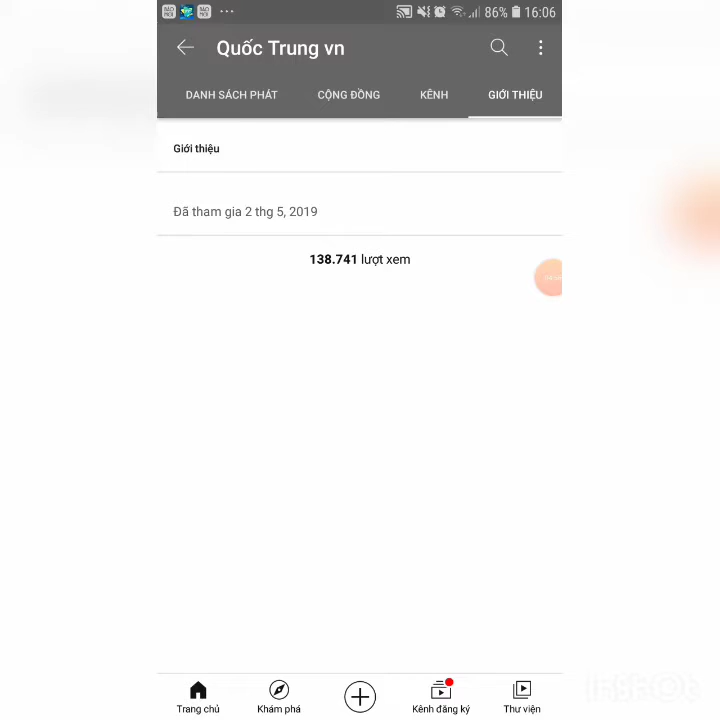 86% 16:06
Quốc Trung vn
DANH SÁCH PHÁT CỘNG ĐỒNG KÊNH GIỚI THIỆU
Giới thiệu
Đã tham gia 2 thg 5, 2019
138.741 lượt xem
Trang chủ Khám phá Kênh đăng ký Thư viện